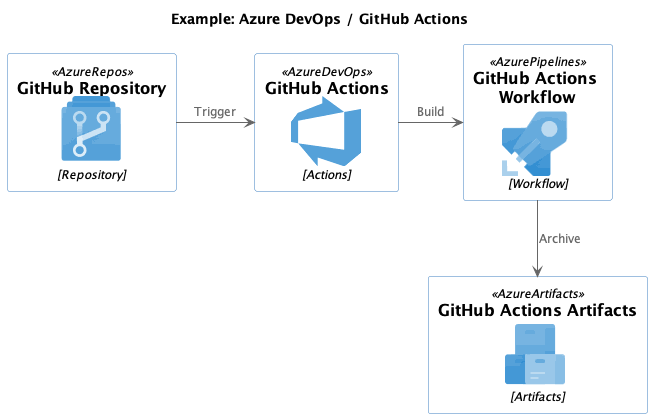 Example: Azure DevOps / GitHub Actions
«AzureRepos»
GitHub Repository
[Repository]
Trigger
«AzureDevOps»
GitHub Actions
[Actions]
Build
«AzurePipelines»
GitHub Actions
Workflow
[Workflow]
Archive
«AzureArtifacts»
GitHub Actions Artifacts
[Artifacts]